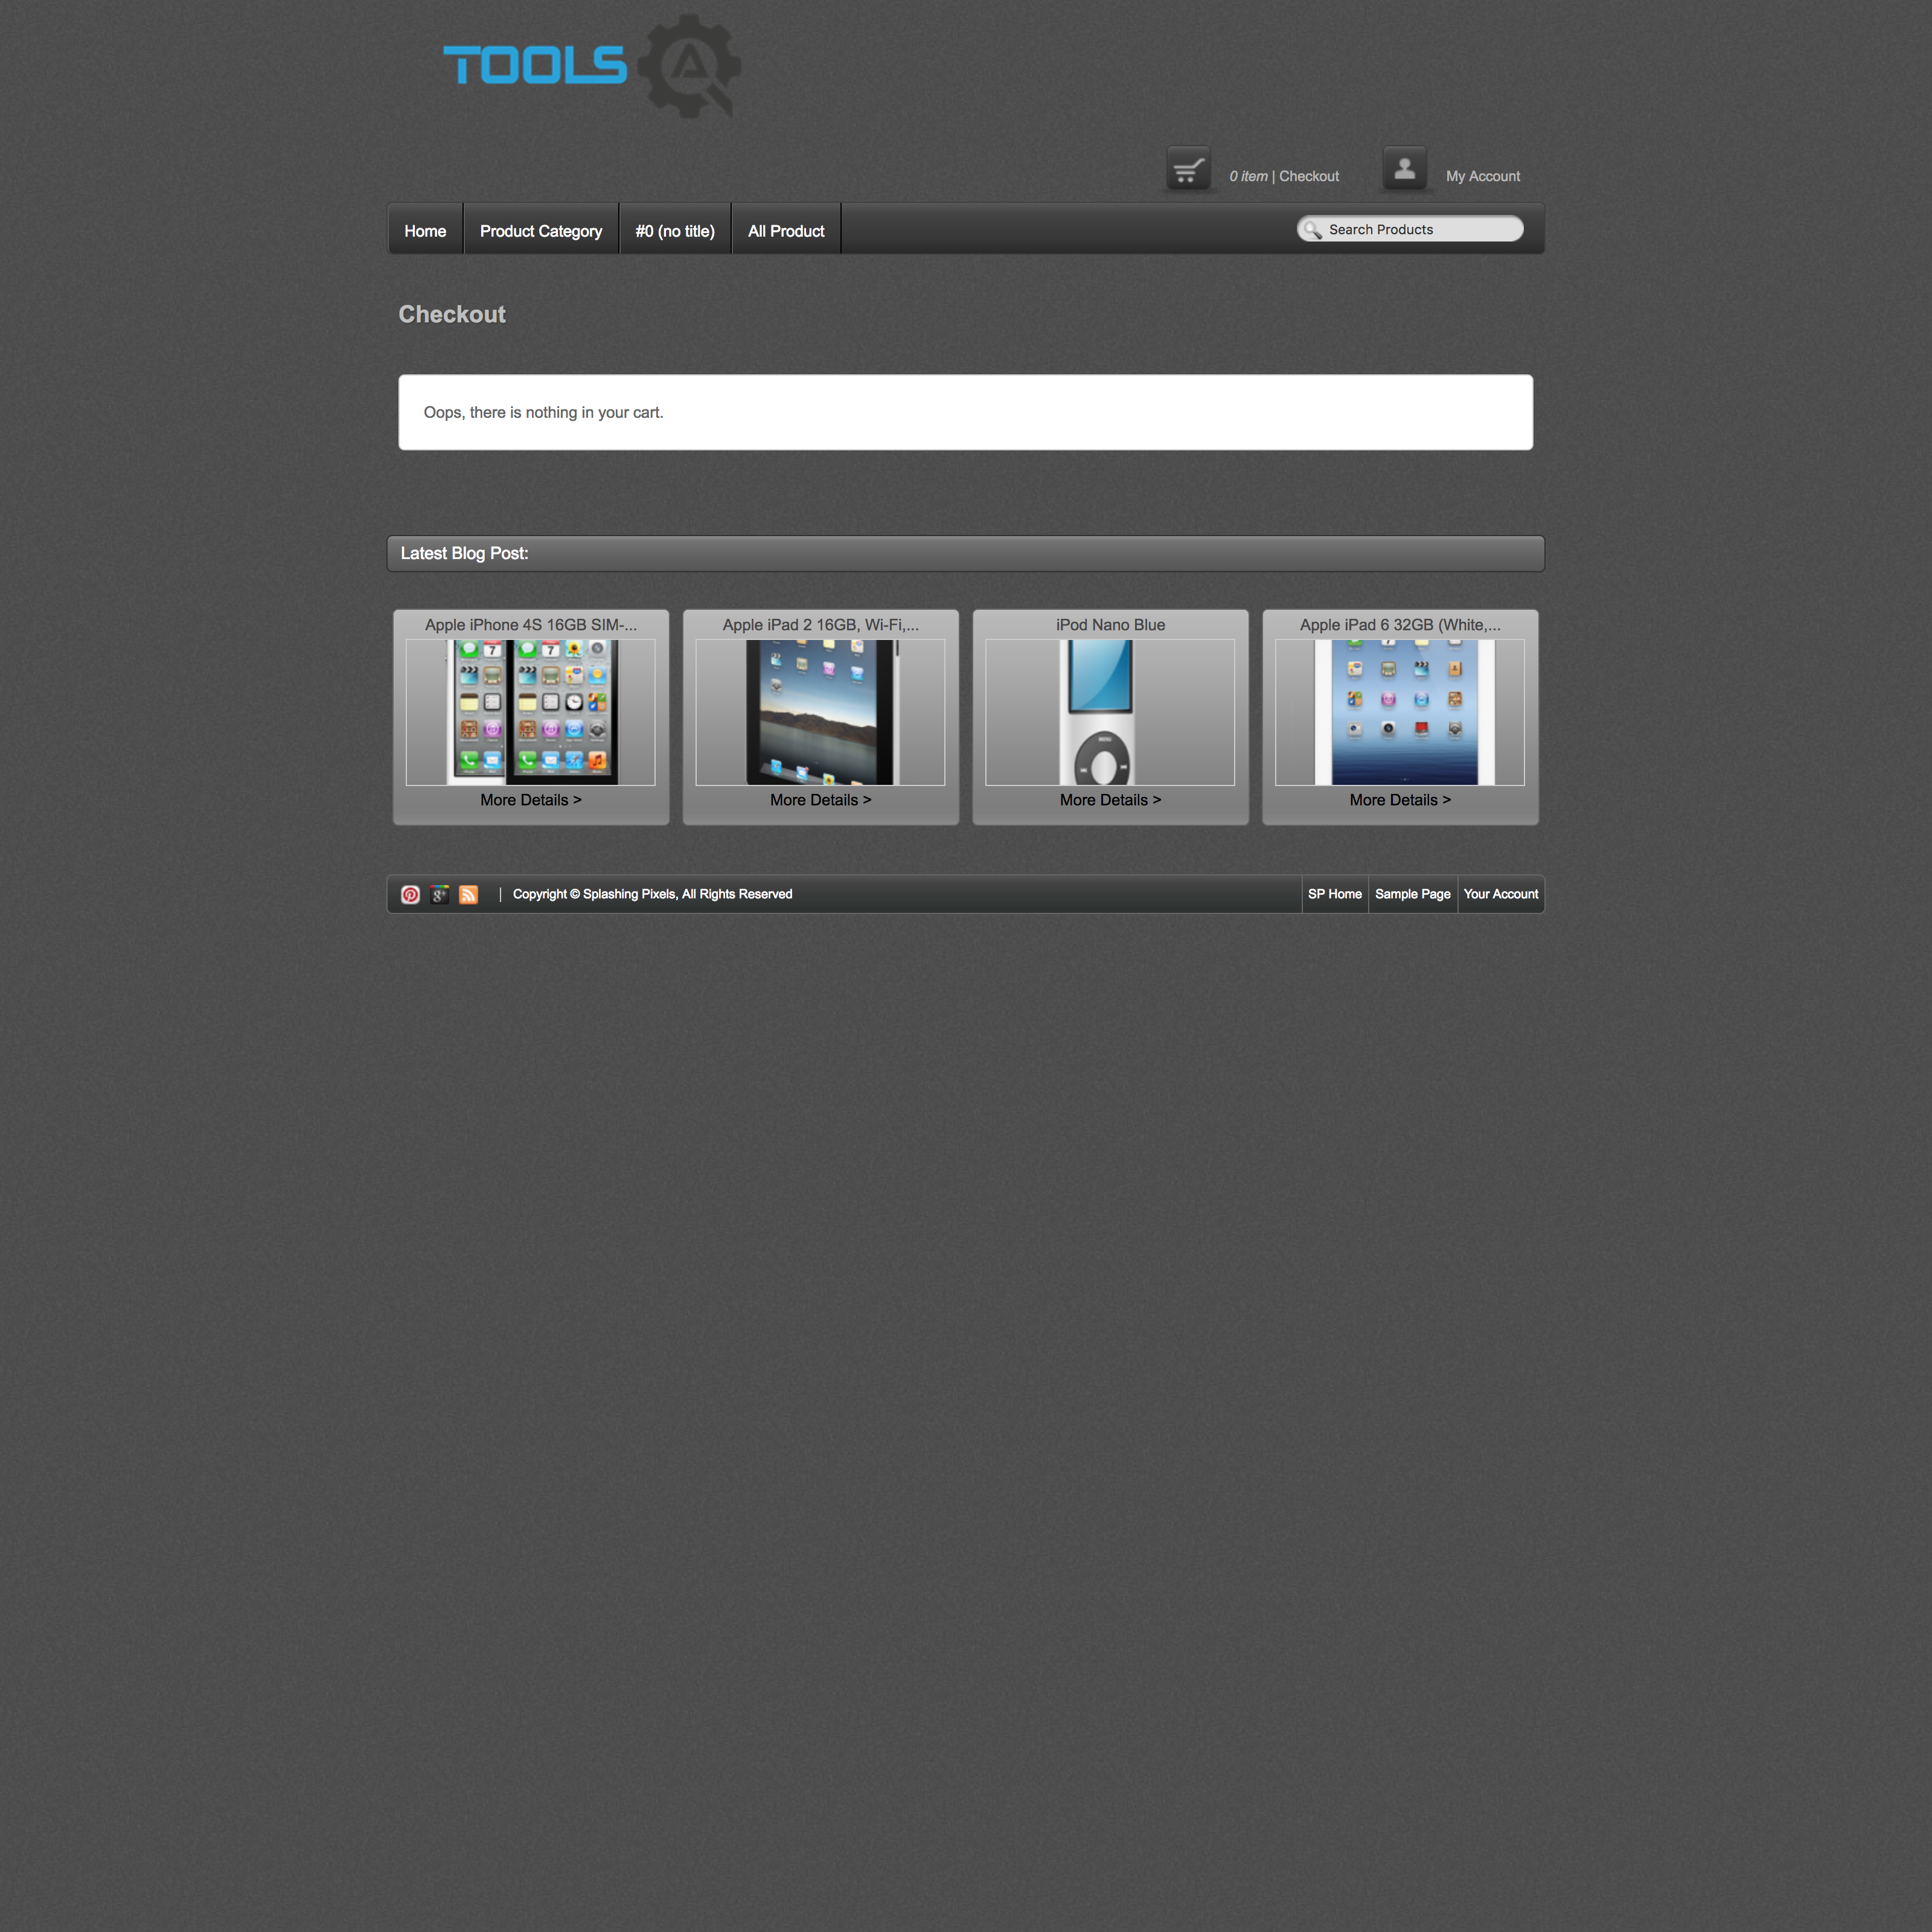 TOOLS
0 item | Checkout
My Account
Home
Product Category
#0 (no title)
All Product
Search Products
Checkout
Oops, there is nothing in your cart.
Latest Blog Post:
Apple iPhone 4S 16GB SIM-...
More Details >
Apple iPad 2 16GB, Wi-Fi,...
More Details >
iPod Nano Blue
MENU
More Details >
Apple iPad 6 32GB (White,...
More Details >
| Copyright © Splashing Pixels, All Rights Reserved
SP Home
Sample Page
Your Account